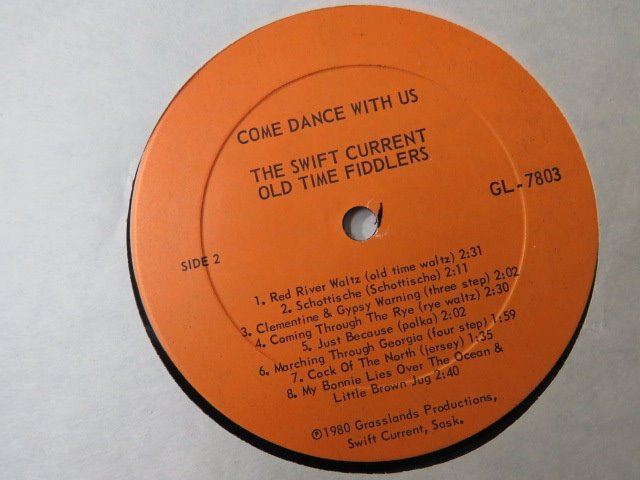 COME DANCE WITH US
THE SWIFT CURRENT
OLD TIME FIDDLERS
GL-7803
SIDE 2
1. Red River Waltz (old time waltz) 2:31
2. Schottische (Schottische) 2:11
3. Clementine & Gypsy Warning (three step) 2:02
4. Coming Through The Rye (rye waltz) 2:30
5. Just Because (polka) 2:02
6. Marching Through Georgia (four step) 1:59
7. Cock Of The North (jersey) 1:35
8. My Bonnie Lies Over The Ocean &
Little Brown Jug 2:40
℗1980 Grasslands Productions,
Swift Current, Sask.